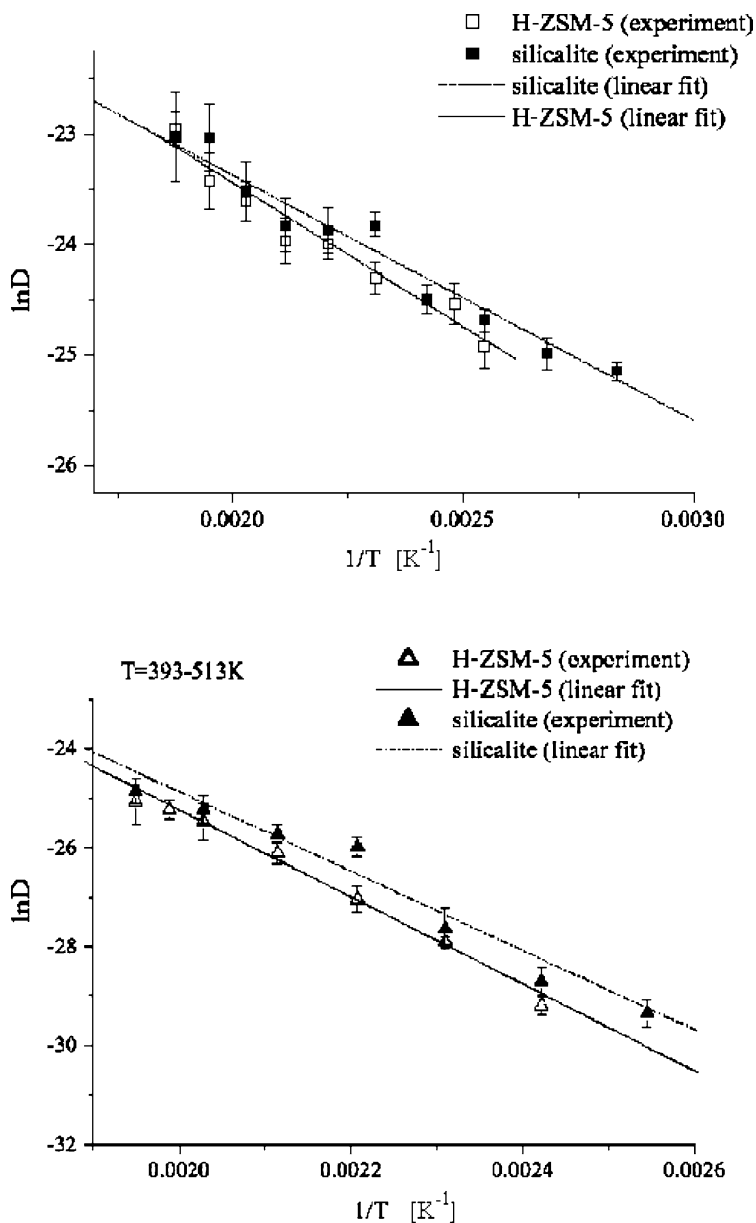 H-ZSM-5 (experiment)
silicalite (experiment)
silicalite (linear fit)
H-ZSM-5 (linear fit)
-23
-24
-25
-26
lnD
0.0020 0.0025 0.0030
1/T [K⁻¹]
T=393-513K
H-ZSM-5 (experiment)
H-ZSM-5 (linear fit)
silicalite (experiment)
silicalite (linear fit)
-24
-26
-28
-30
-32
lnD
0.0020 0.0022 0.0024 0.0026
1/T [K⁻¹]